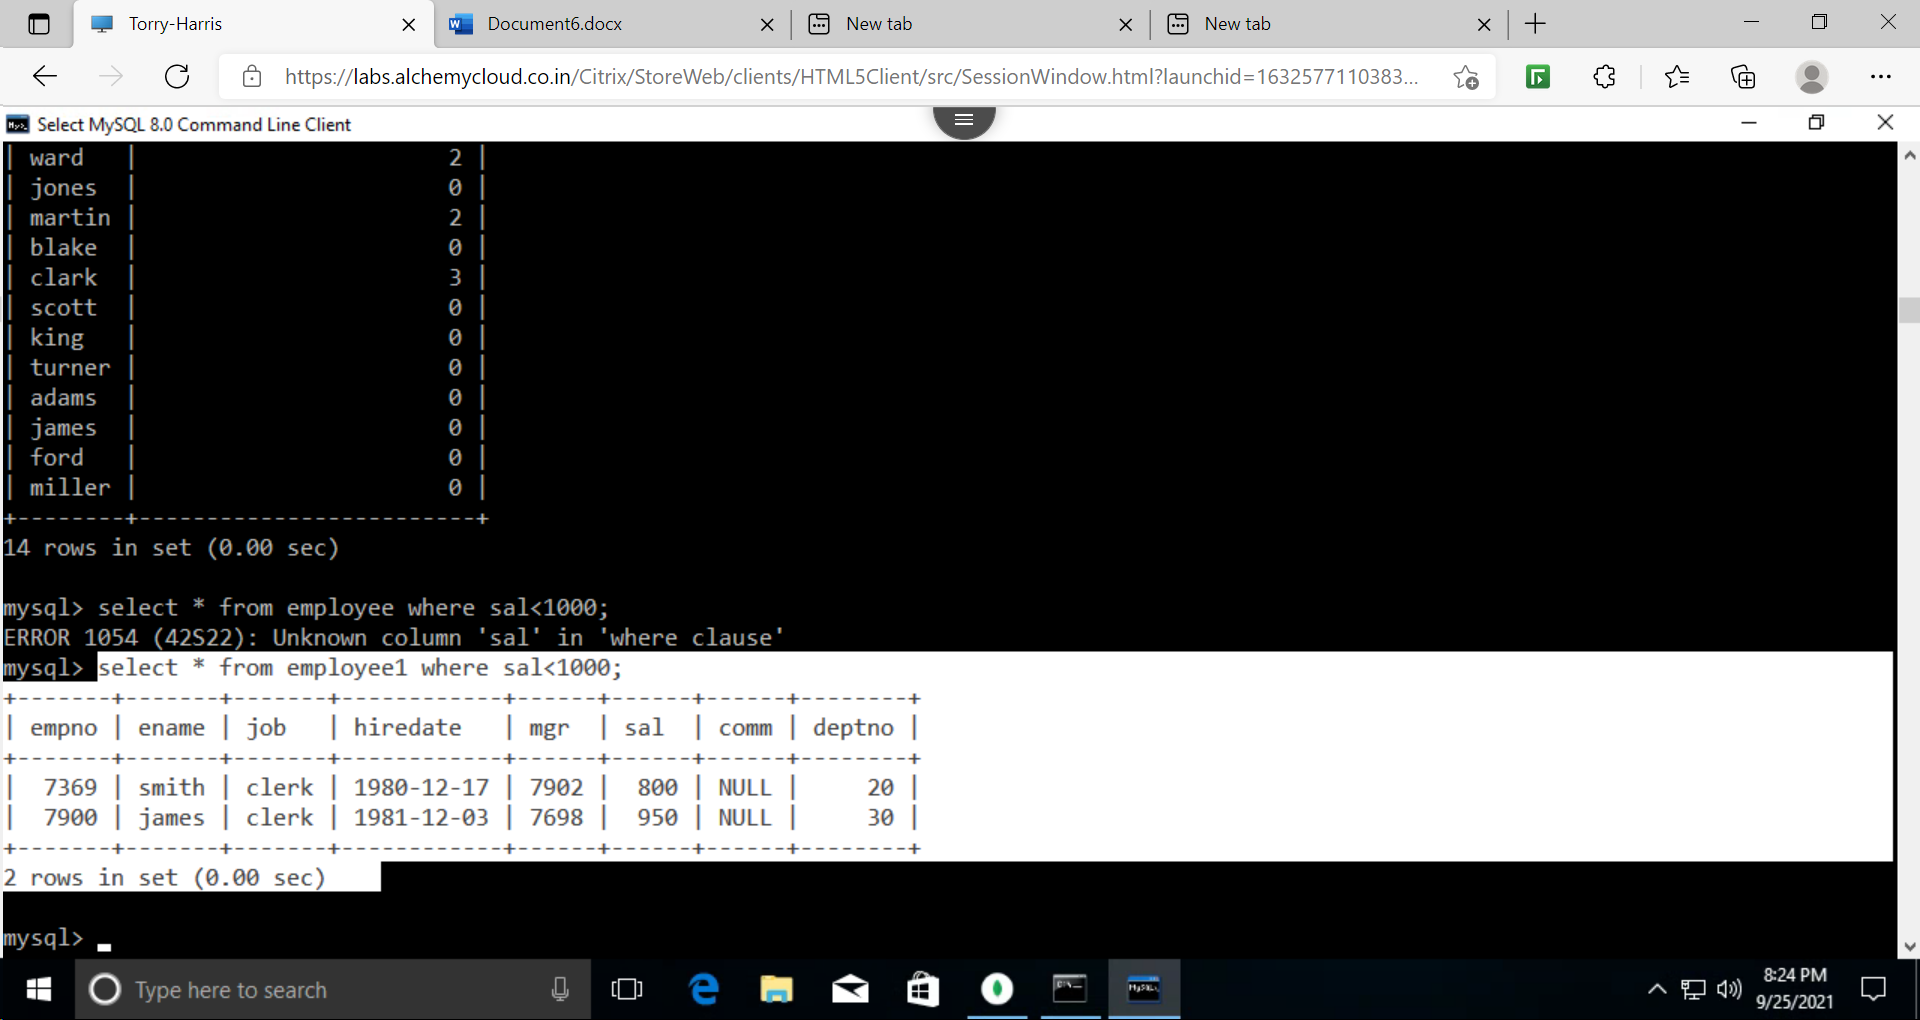 Torry-Harris
Document6.docx
New tab
New tab
https://labs.alchemycloud.co.in/Citrix/StoreWeb/clients/HTML5Client/src/SessionWindow.html?launchid=1632577110383...
Select MySQL 8.0 Command Line Client
| ward   |                       2 |
| jones  |                       0 |
| martin |                       2 |
| blake  |                       0 |
| clark  |                       3 |
| scott  |                       0 |
| king   |                       0 |
| turner |                       0 |
| adams  |                       0 |
| james  |                       0 |
| ford   |                       0 |
| miller |                       0 |
+--------+-------------------------+
14 rows in set (0.00 sec)
mysql> select * from employee where sal<1000;
ERROR 1054 (42S22): Unknown column 'sal' in 'where clause'
mysql> select * from employee1 where sal<1000;
+-------+-------+-------+------------+------+------+------+--------+
| empno | ename | job   | hiredate   | mgr  | sal  | comm | deptno |
+-------+-------+-------+------------+------+------+------+--------+
|  7369 | smith | clerk | 1980-12-17 | 7902 |  800 | NULL |     20 |
|  7900 | james | clerk | 1981-12-03 | 7698 |  950 | NULL |     30 |
+-------+-------+-------+------------+------+------+------+--------+
2 rows in set (0.00 sec)
mysql> _
Type here to search
8:24 PM
9/25/2021